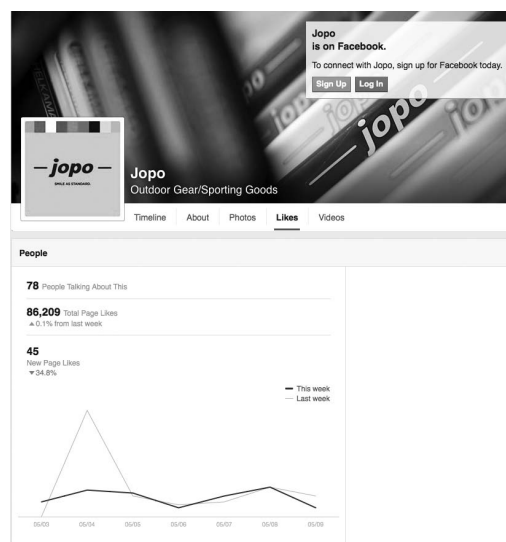 Jopo
is on Facebook.
To connect with Jopo, sign up for Facebook today.
Sign Up Log In
jopo
jopo
jopo
— jopo —
SMILE AS STANDARD.
Jopo
Outdoor Gear/Sporting Goods
Timeline About Photos Likes Videos
People
78 People Talking About This
86,209 Total Page Likes
▲0.1% from last week
45
New Page Likes
▼34.8%
This week
Last week
05/03 05/04 05/05 05/06 05/07 05/08 05/09